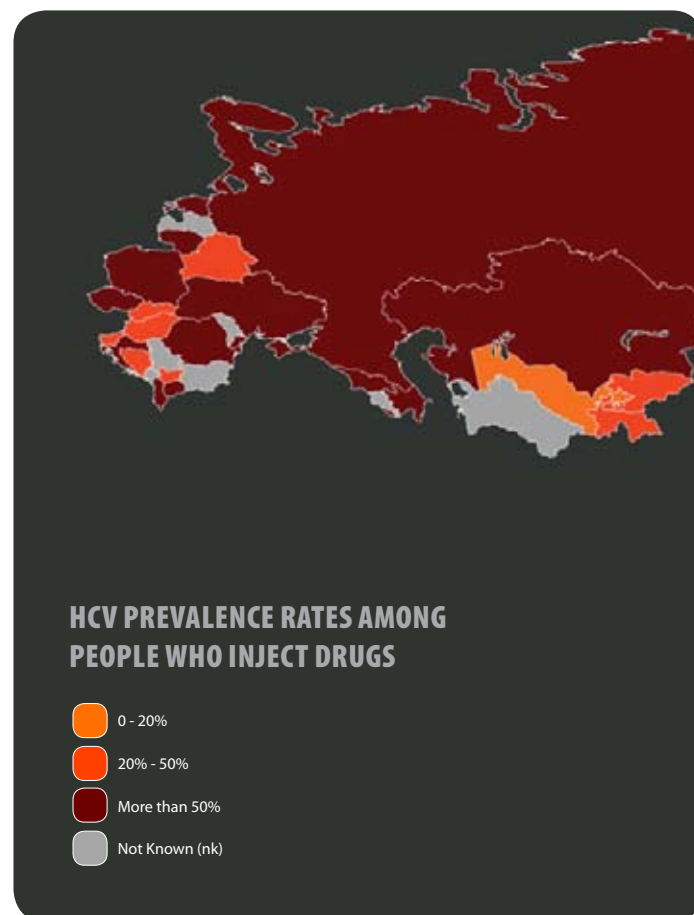 HCV PREVALENCE RATES AMONG
PEOPLE WHO INJECT DRUGS
0 - 20%
20% - 50%
More than 50%
Not Known (nk)